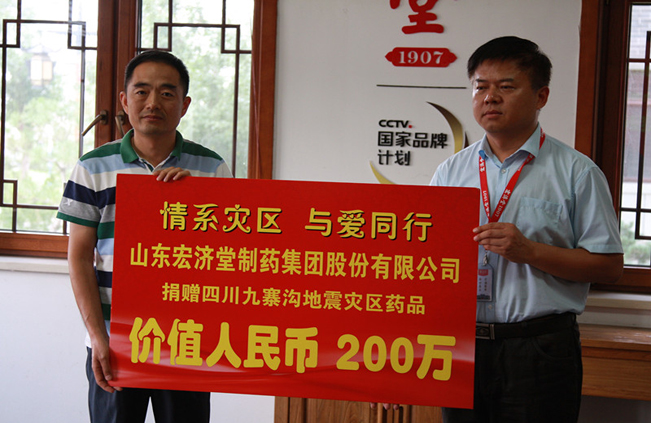 堂
1907
CCTV
国家品牌
计划
情系灾区 与爱同行
山东宏济堂制药集团股份有限公司
捐赠四川九寨沟地震灾区药品
价值人民币 200万